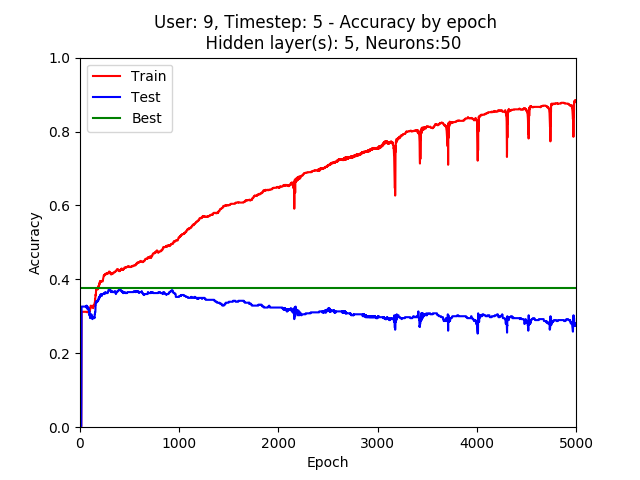 User: 9, Timestep: 5 - Accuracy by epoch
Hidden layer(s): 5, Neurons:50
1.0
Train
Test
Best
0.8
0.6
Accuracy
0.4
0.2
0.0
0 1000 2000 3000 4000 5000
Epoch